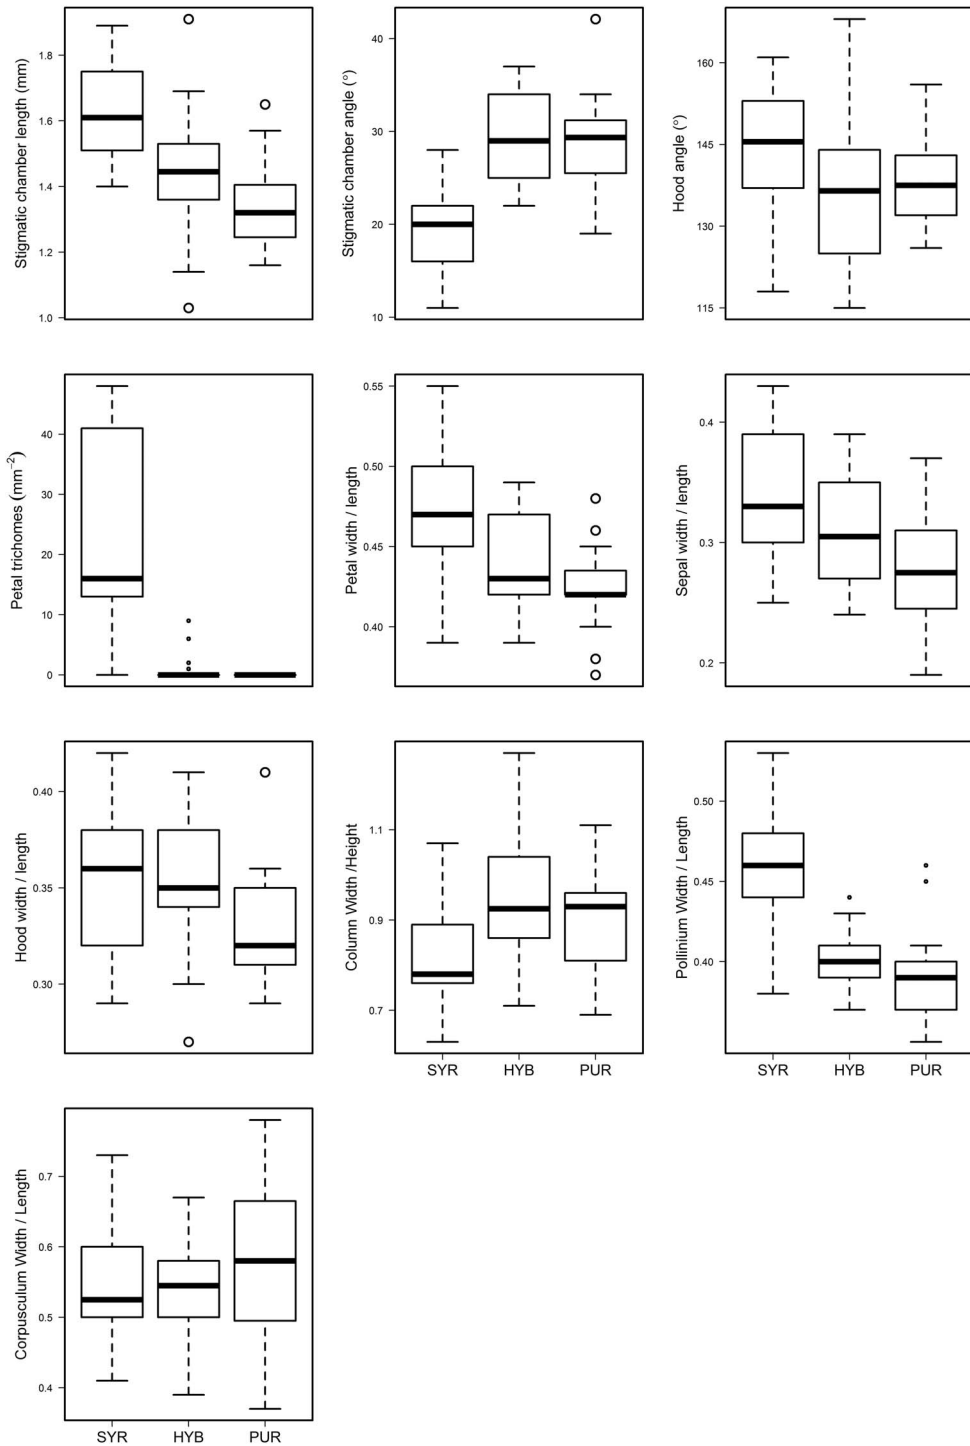 Stigmatic chamber length (mm)
1.8
1.6
1.4
1.2
1.0
Stigmatic chamber angle (°)
40
30
20
10
Hood angle (°)
160
145
130
115
Petal trichomes (mm⁻²)
40
30
20
10
0
Petal width / length
0.55
0.50
0.45
0.40
Sepal width / length
0.4
0.3
0.2
Hood width / length
0.40
0.35
0.30
Column Width /Height
1.1
0.9
0.7
SYR HYB PUR
Pollinium Width / Length
0.50
0.45
0.40
SYR HYB PUR
Corpusculum Width / Length
0.7
0.6
0.5
0.4
SYR HYB PUR